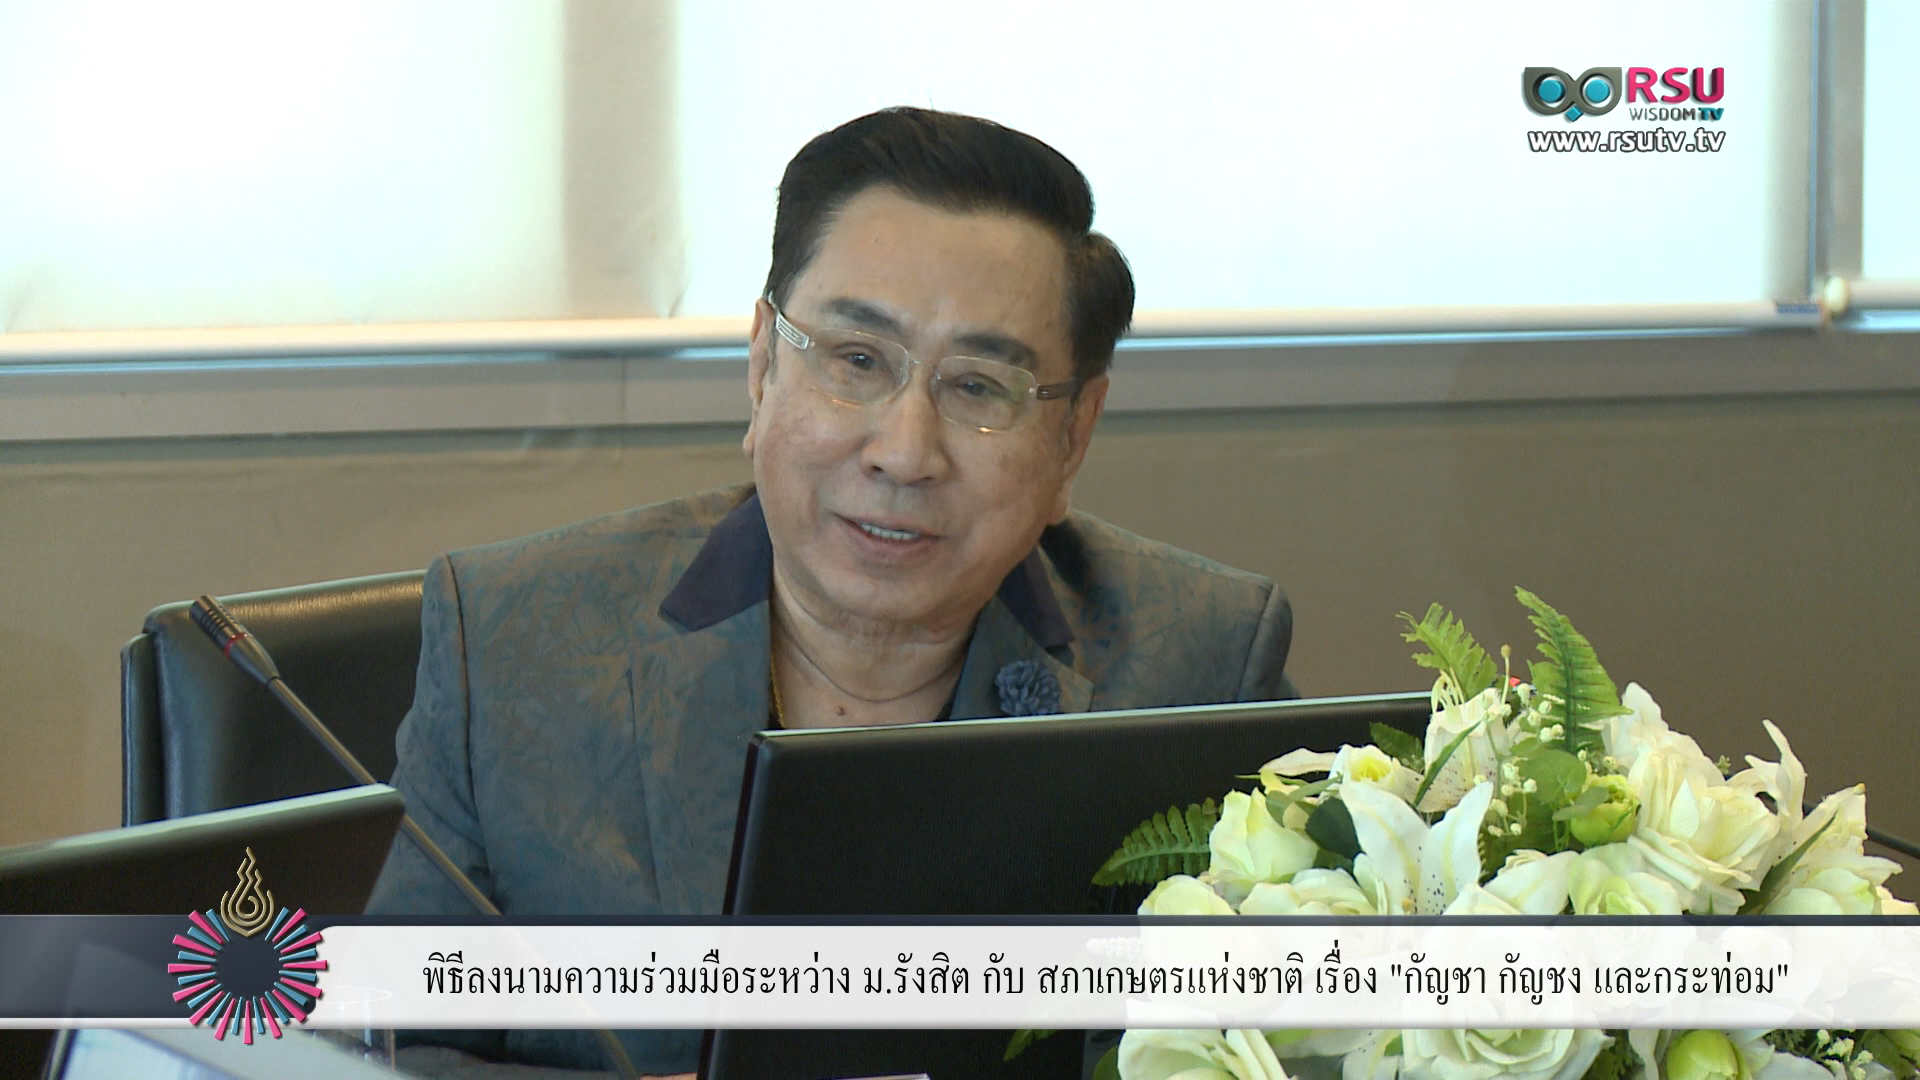 RSU
WISDOMTV
www.rsutv.tv
พิธีลงนามความร่วมมือระหว่าง ม.รังสิต กับ สภาเกษตรแห่งชาติ เรื่อง "กัญชา กัญชง และกระท่อม"